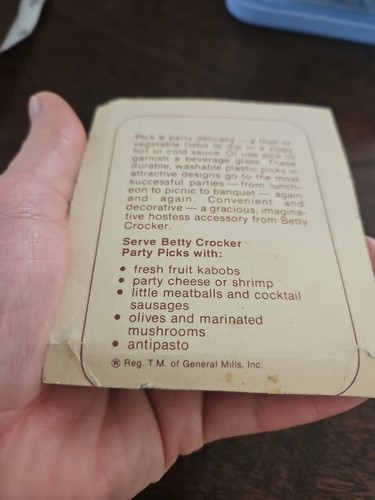 Pick a party delicacy — a fruit or
vegetable tidbit to dip in a zippy
hot or cold sauce. Or use pick to
garnish a beverage glass. These
durable, washable plastic picks in
attractive designs go to the most
successful parties — from lunch-
eon to picnic to banquet — again
and again. Convenient and
decorative — a gracious, imagina-
tive hostess accessory from Betty
Crocker.
Serve Betty Crocker
Party Picks with:
• fresh fruit kabobs
• party cheese or shrimp
• little meatballs and cocktail
sausages
• olives and marinated
mushrooms
• antipasto
® Reg. T.M. of General Mills, Inc.